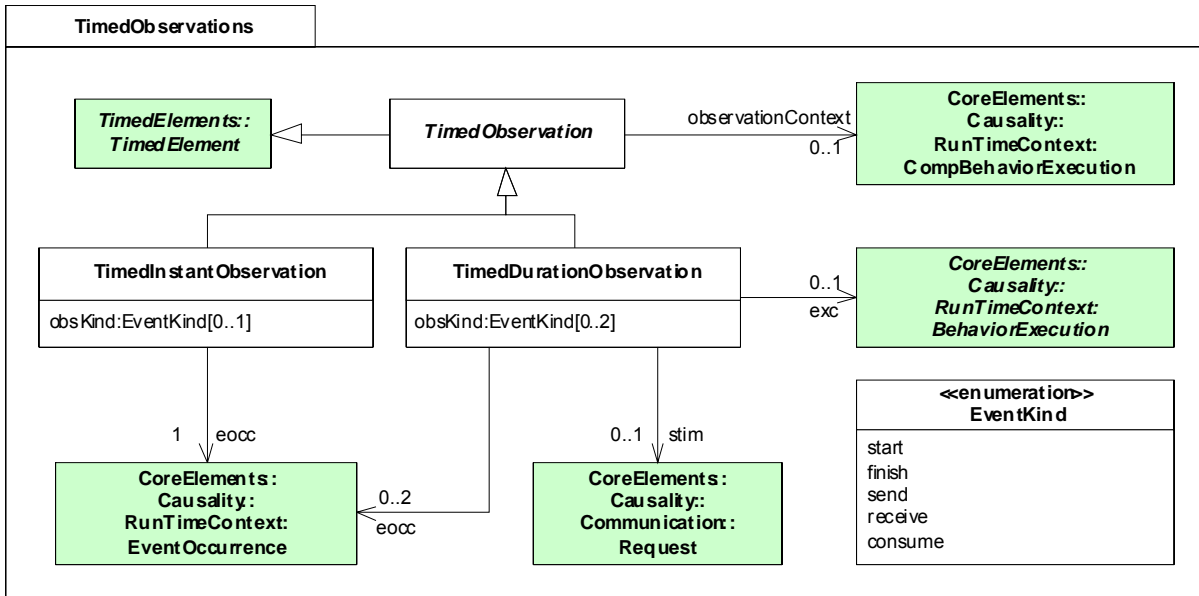 TimedObservations
TimedElements::
TimedElement
TimedObservation
observationContext
0..1
CoreElements::
Causality::
RunTimeContext:
CompBehaviorExecution
TimedInstantObservation
obsKind:EventKind[0..1]
TimedDurationObservation
obsKind:EventKind[0..2]
0..1
exc
CoreElements::
Causality::
RunTimeContext:
BehaviorExecution
1 eocc
0..2
eocc
0..1 stim
CoreElements::
Causality::
RunTimeContext:
EventOccurrence
CoreElements::
Causality::
Communication::
Request
<<enumeration>>
EventKind
start
finish
send
receive
consume